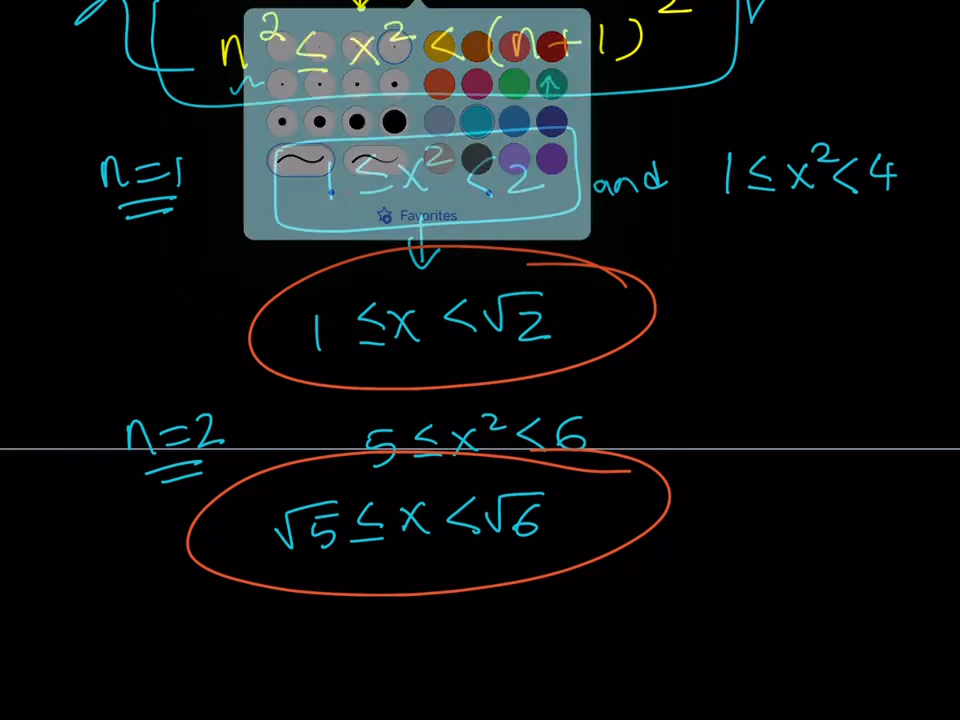 n² ≤ x² < (n+1)²
n=1 1 ≤ x² < 2 and 1 ≤ x² < 4
Favorites
1 ≤ x < √2
n=2 5 ≤ x² < 6
√5 ≤ x < √6